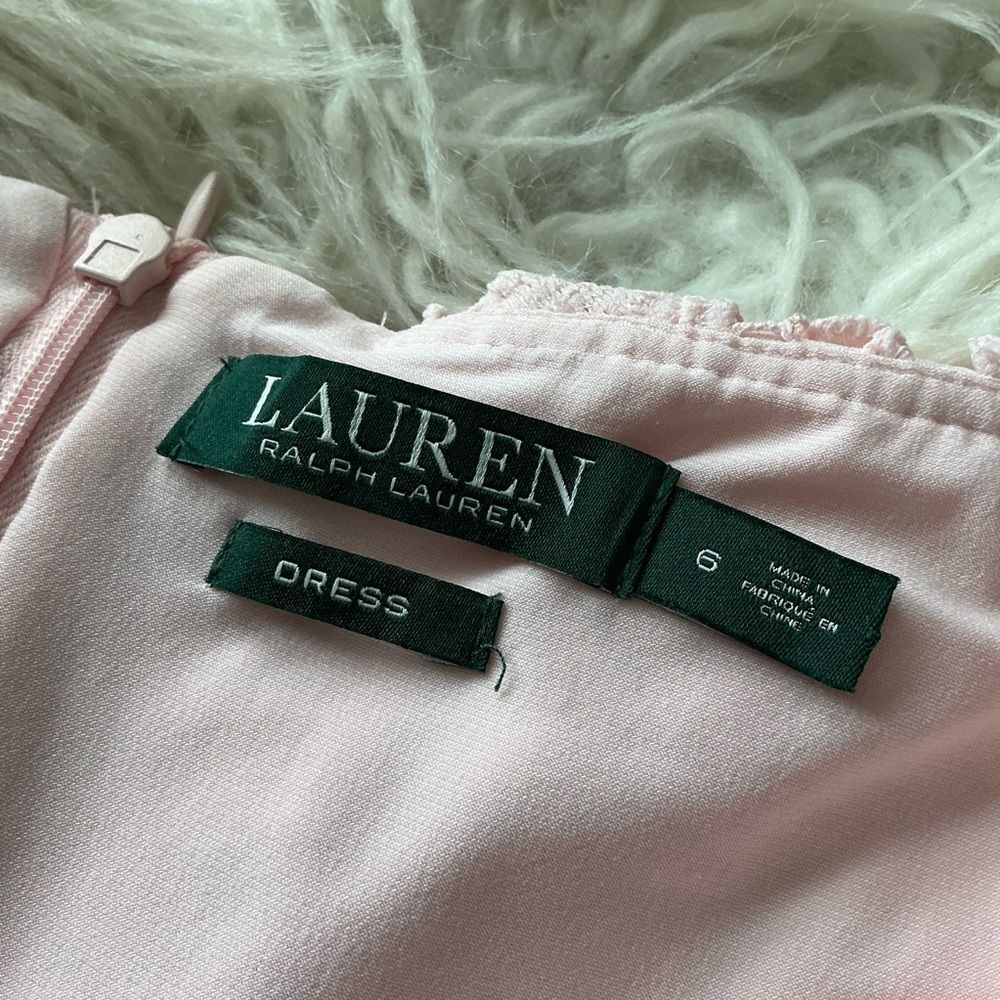 LAUREN
RALPH LAUREN
DRESS
6
MADE IN
CHINA
FABRIQUÉ EN
CHINE